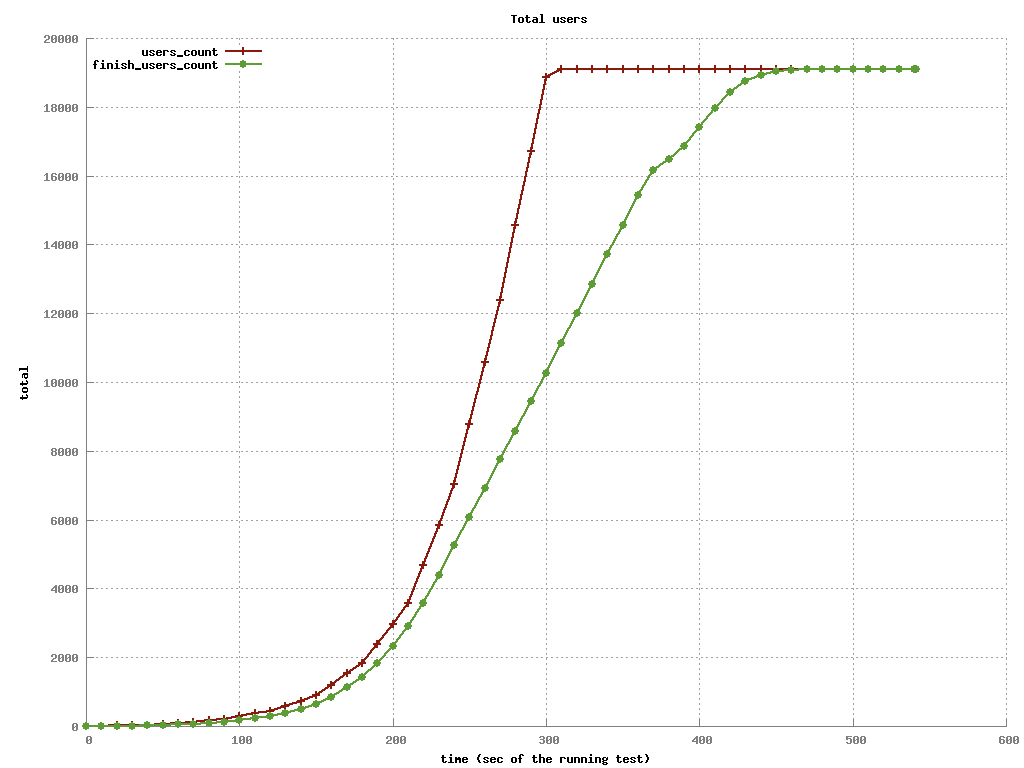 Total users
20000
users_count
finish_users_count
18000
16000
14000
12000
total
10000
8000
6000
4000
2000
0
0 100 200 300 400 500 600
time (sec of the running test)